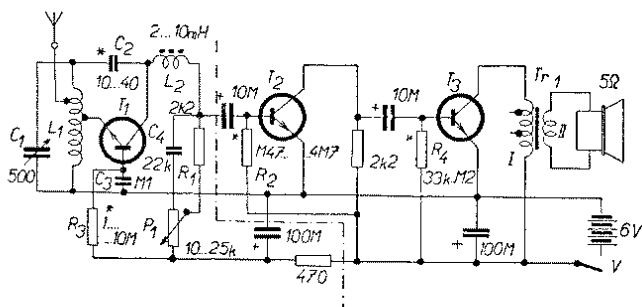 2...10mH
* C2
L2
10...40
T1
2k2
10M
T2
10M
T3
Tr1
5Ω
C1
L1
C4
22k
R1
*
M47...
4M7
R2
2k2
*
R4
33k..M2
I
II
500
C3
M1
R3
*
1...
...10M
P1
10...25k
100M
470
100M
6V
V